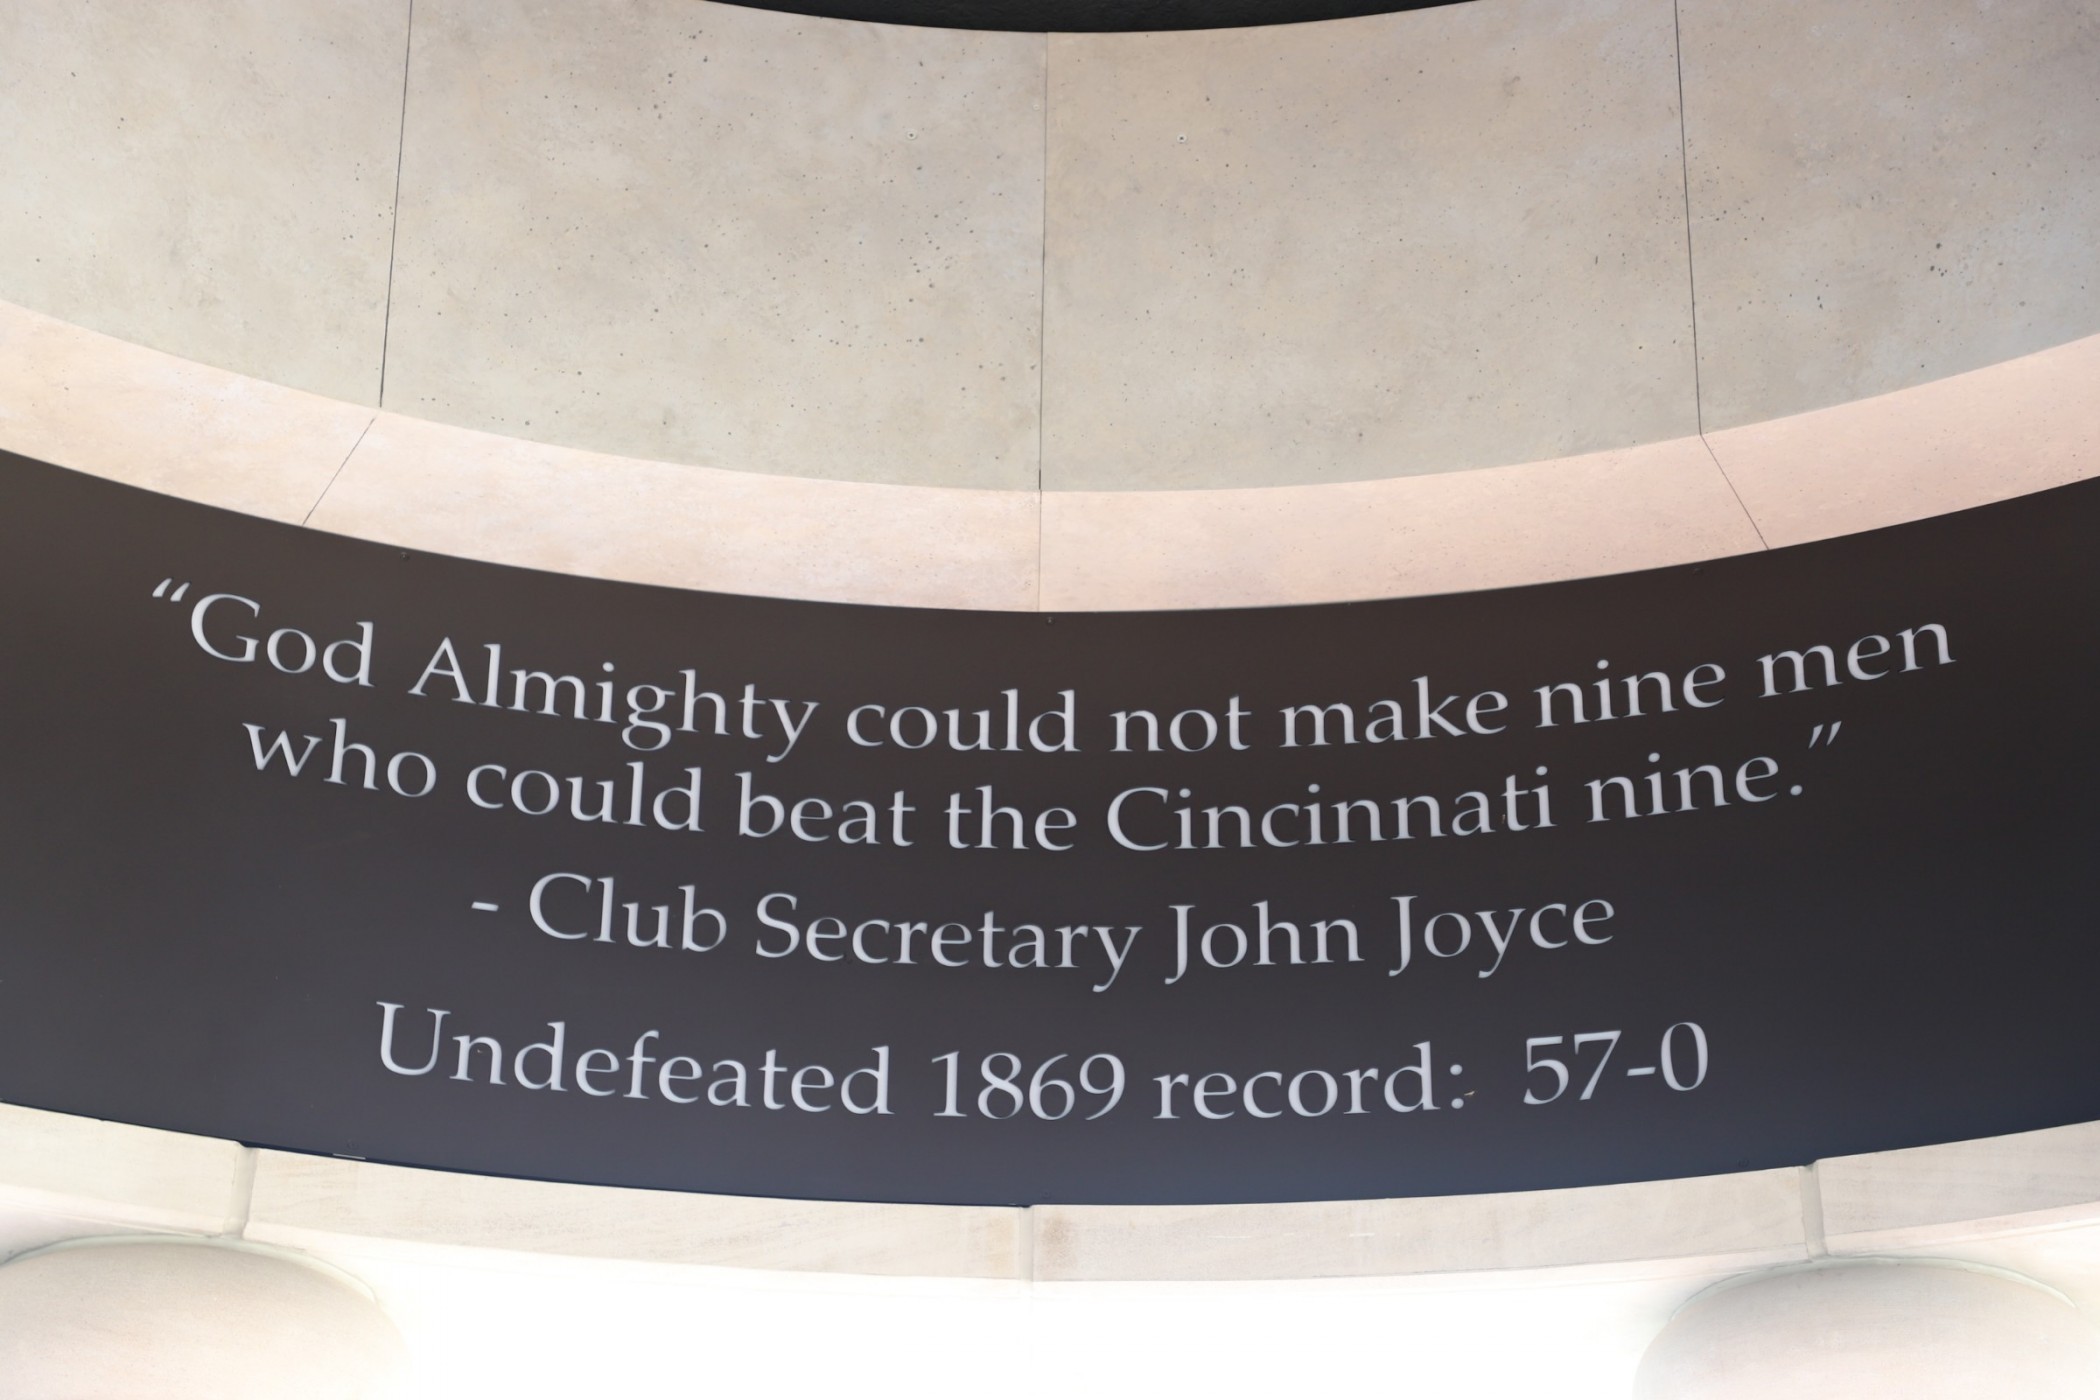 “God Almighty could not make nine men
who could beat the Cincinnati nine.”
- Club Secretary John Joyce
Undefeated 1869 record: 57-0